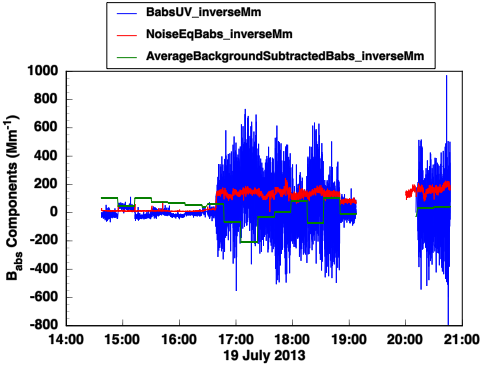 BabsUV_inverseMm
NoiseEqBabs_inverseMm
AverageBackgroundSubtractedBabs_inverseMm
1000
800
600
400
200
0
-200
-400
-600
-800
Babs Components (Mm-1)
14:00 15:00 16:00 17:00 18:00 19:00 20:00 21:00
19 July 2013